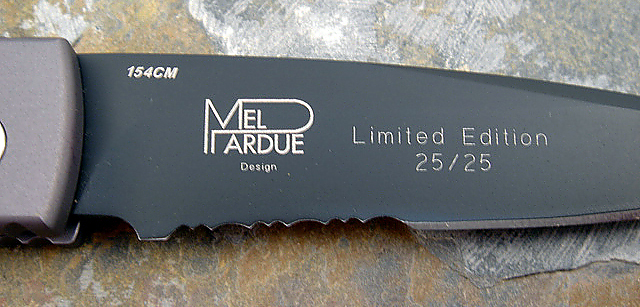 154CM
MEL
PARDUE
Design
Limited Edition
25/25